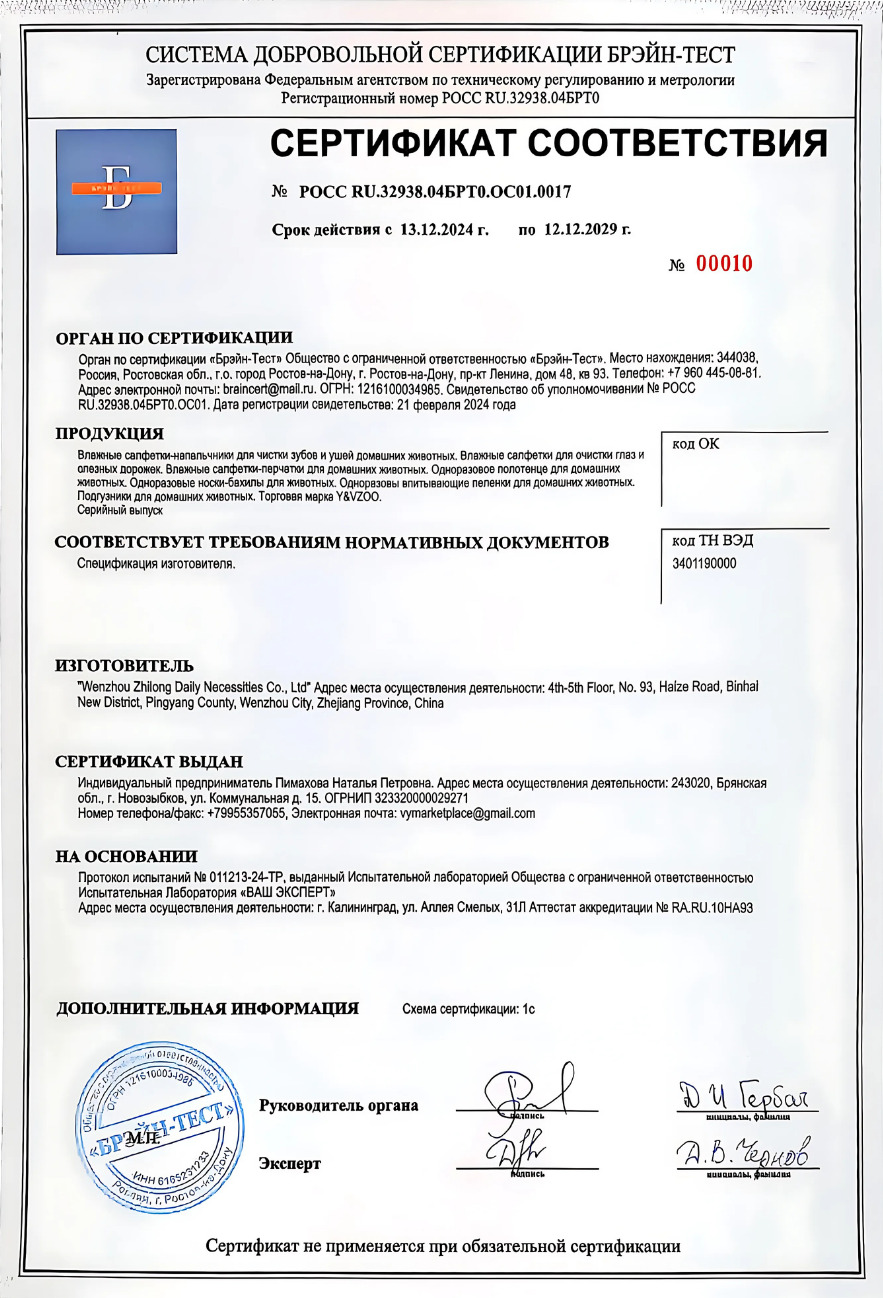 СИСТЕМА ДОБРОВОЛЬНОЙ СЕРТИФИКАЦИИ БРЭЙН-ТЕСТ
Зарегистрирована Федеральным агентством по техническому регулированию и метрологии
Регистрационный номер РОСС RU.32938.04БРТ0
СЕРТИФИКАТ СООТВЕТСТВИЯ
Б
БРЭЙН-ТЕСТ
№ РОСС RU.32938.04БРТ0.ОС01.0017
Срок действия с 13.12.2024 г. по 12.12.2029 г.
№ 00010
ОРГАН ПО СЕРТИФИКАЦИИ
Орган по сертификации «Брэйн-Тест» Общество с ограниченной ответственностью «Брэйн-Тест». Место нахождения: 344038,
Россия, Ростовская обл., г.о. город Ростов-на-Дону, г. Ростов-на-Дону, пр-кт Ленина, дом 48, кв 93. Телефон: +7 960 445-08-81.
Адрес электронной почты: braincert@mail.ru. ОГРН: 1216100034985. Свидетельство об уполномочивании № РОСС
RU.32938.04БРТ0.ОС01. Дата регистрации свидетельства: 21 февраля 2024 года
ПРОДУКЦИЯ
Влажные салфетки-напальчники для чистки зубов и ушей домашних животных. Влажные салфетки для очистки глаз и
слезных дорожек. Влажные салфетки-перчатки для домашних животных. Одноразовое полотенце для домашних
животных. Одноразовые носки-бахилы для животных. Одноразовы впитывающие пеленки для домашних животных.
Подгузники для домашних животных. Торговая марка Y&VZOO.
Серийный выпуск
код ОК
СООТВЕТСТВУЕТ ТРЕБОВАНИЯМ НОРМАТИВНЫХ ДОКУМЕНТОВ
Спецификация изготовителя.
код ТН ВЭД
3401190000
ИЗГОТОВИТЕЛЬ
"Wenzhou Zhilong Daily Necessities Co., Ltd" Адрес места осуществления деятельности: 4th-5th Floor, No. 93, Haize Road, Binhai
New District, Pingyang County, Wenzhou City, Zhejiang Province, China
СЕРТИФИКАТ ВЫДАН
Индивидуальный предприниматель Пимахова Наталья Петровна. Адрес места осуществления деятельности: 243020, Брянская
обл., г. Новозыбков, ул. Коммунальная д. 15. ОГРНИП 323320000029271
Номер телефона/факс: +79955357055, Электронная почта: vymarketplace@gmail.com
НА ОСНОВАНИИ
Протокол испытаний № 011213-24-ТР, выданный Испытательной лабораторией Общества с ограниченной ответственностью
Испытательная Лаборатория «ВАШ ЭКСПЕРТ»
Адрес места осуществления деятельности: г. Калининград, ул. Аллея Смелых, 31Л Аттестат аккредитации № RA.RU.10НА93
ДОПОЛНИТЕЛЬНАЯ ИНФОРМАЦИЯ Схема сертификации: 1с
Общество с ограниченной ответственностью
ОГРН 1216100034985
«БРЭЙН-ТЕСТ»
М.П.
ИНН 6165231233
Россия, г. Ростов-на-Дону
Руководитель органа
подпись
Д И Гербач
инициалы, фамилия
Эксперт
подпись
Д.В. Чернов
инициалы, фамилия
Сертификат не применяется при обязательной сертификации